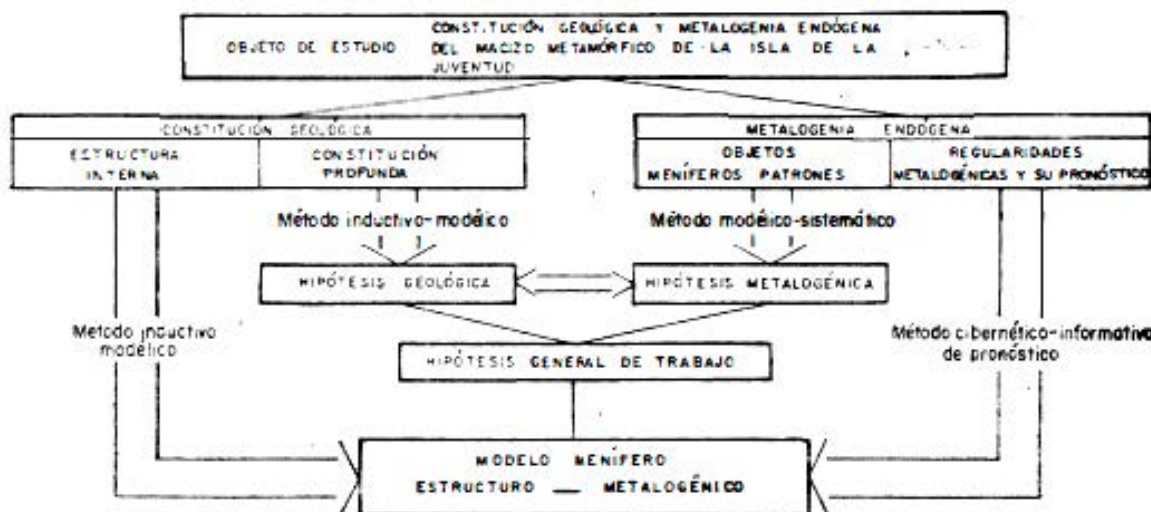 OBJETO DE ESTUDIO
CONSTITUCIÓN GEOLÓGICA Y METALOGENIA ENDÓGENA
DEL MACIZO METAMÓRFICO DE LA ISLA DE LA
JUVENTUD
CONSTITUCIÓN GEOLÓGICA
ESTRUCTURA
INTERNA
CONSTITUCIÓN
PROFUNDA
METALOGENIA ENDÓGENA
OBJETOS
MENÍFEROS PATRONES
REGULARIDADES
METALOGÉNICAS Y SU PRONÓSTICO
Método inductivo-modélico
Método modélico-sistemático
HIPÓTESIS GEOLÓGICA
HIPÓTESIS METALOGÉNICA
Método inductivo
modélico
Método cibernético-informativo
de pronóstico
HIPÓTESIS GENERAL DE TRABAJO
MODELO MENÍFERO
ESTRUCTURO — METALOGÉNICO